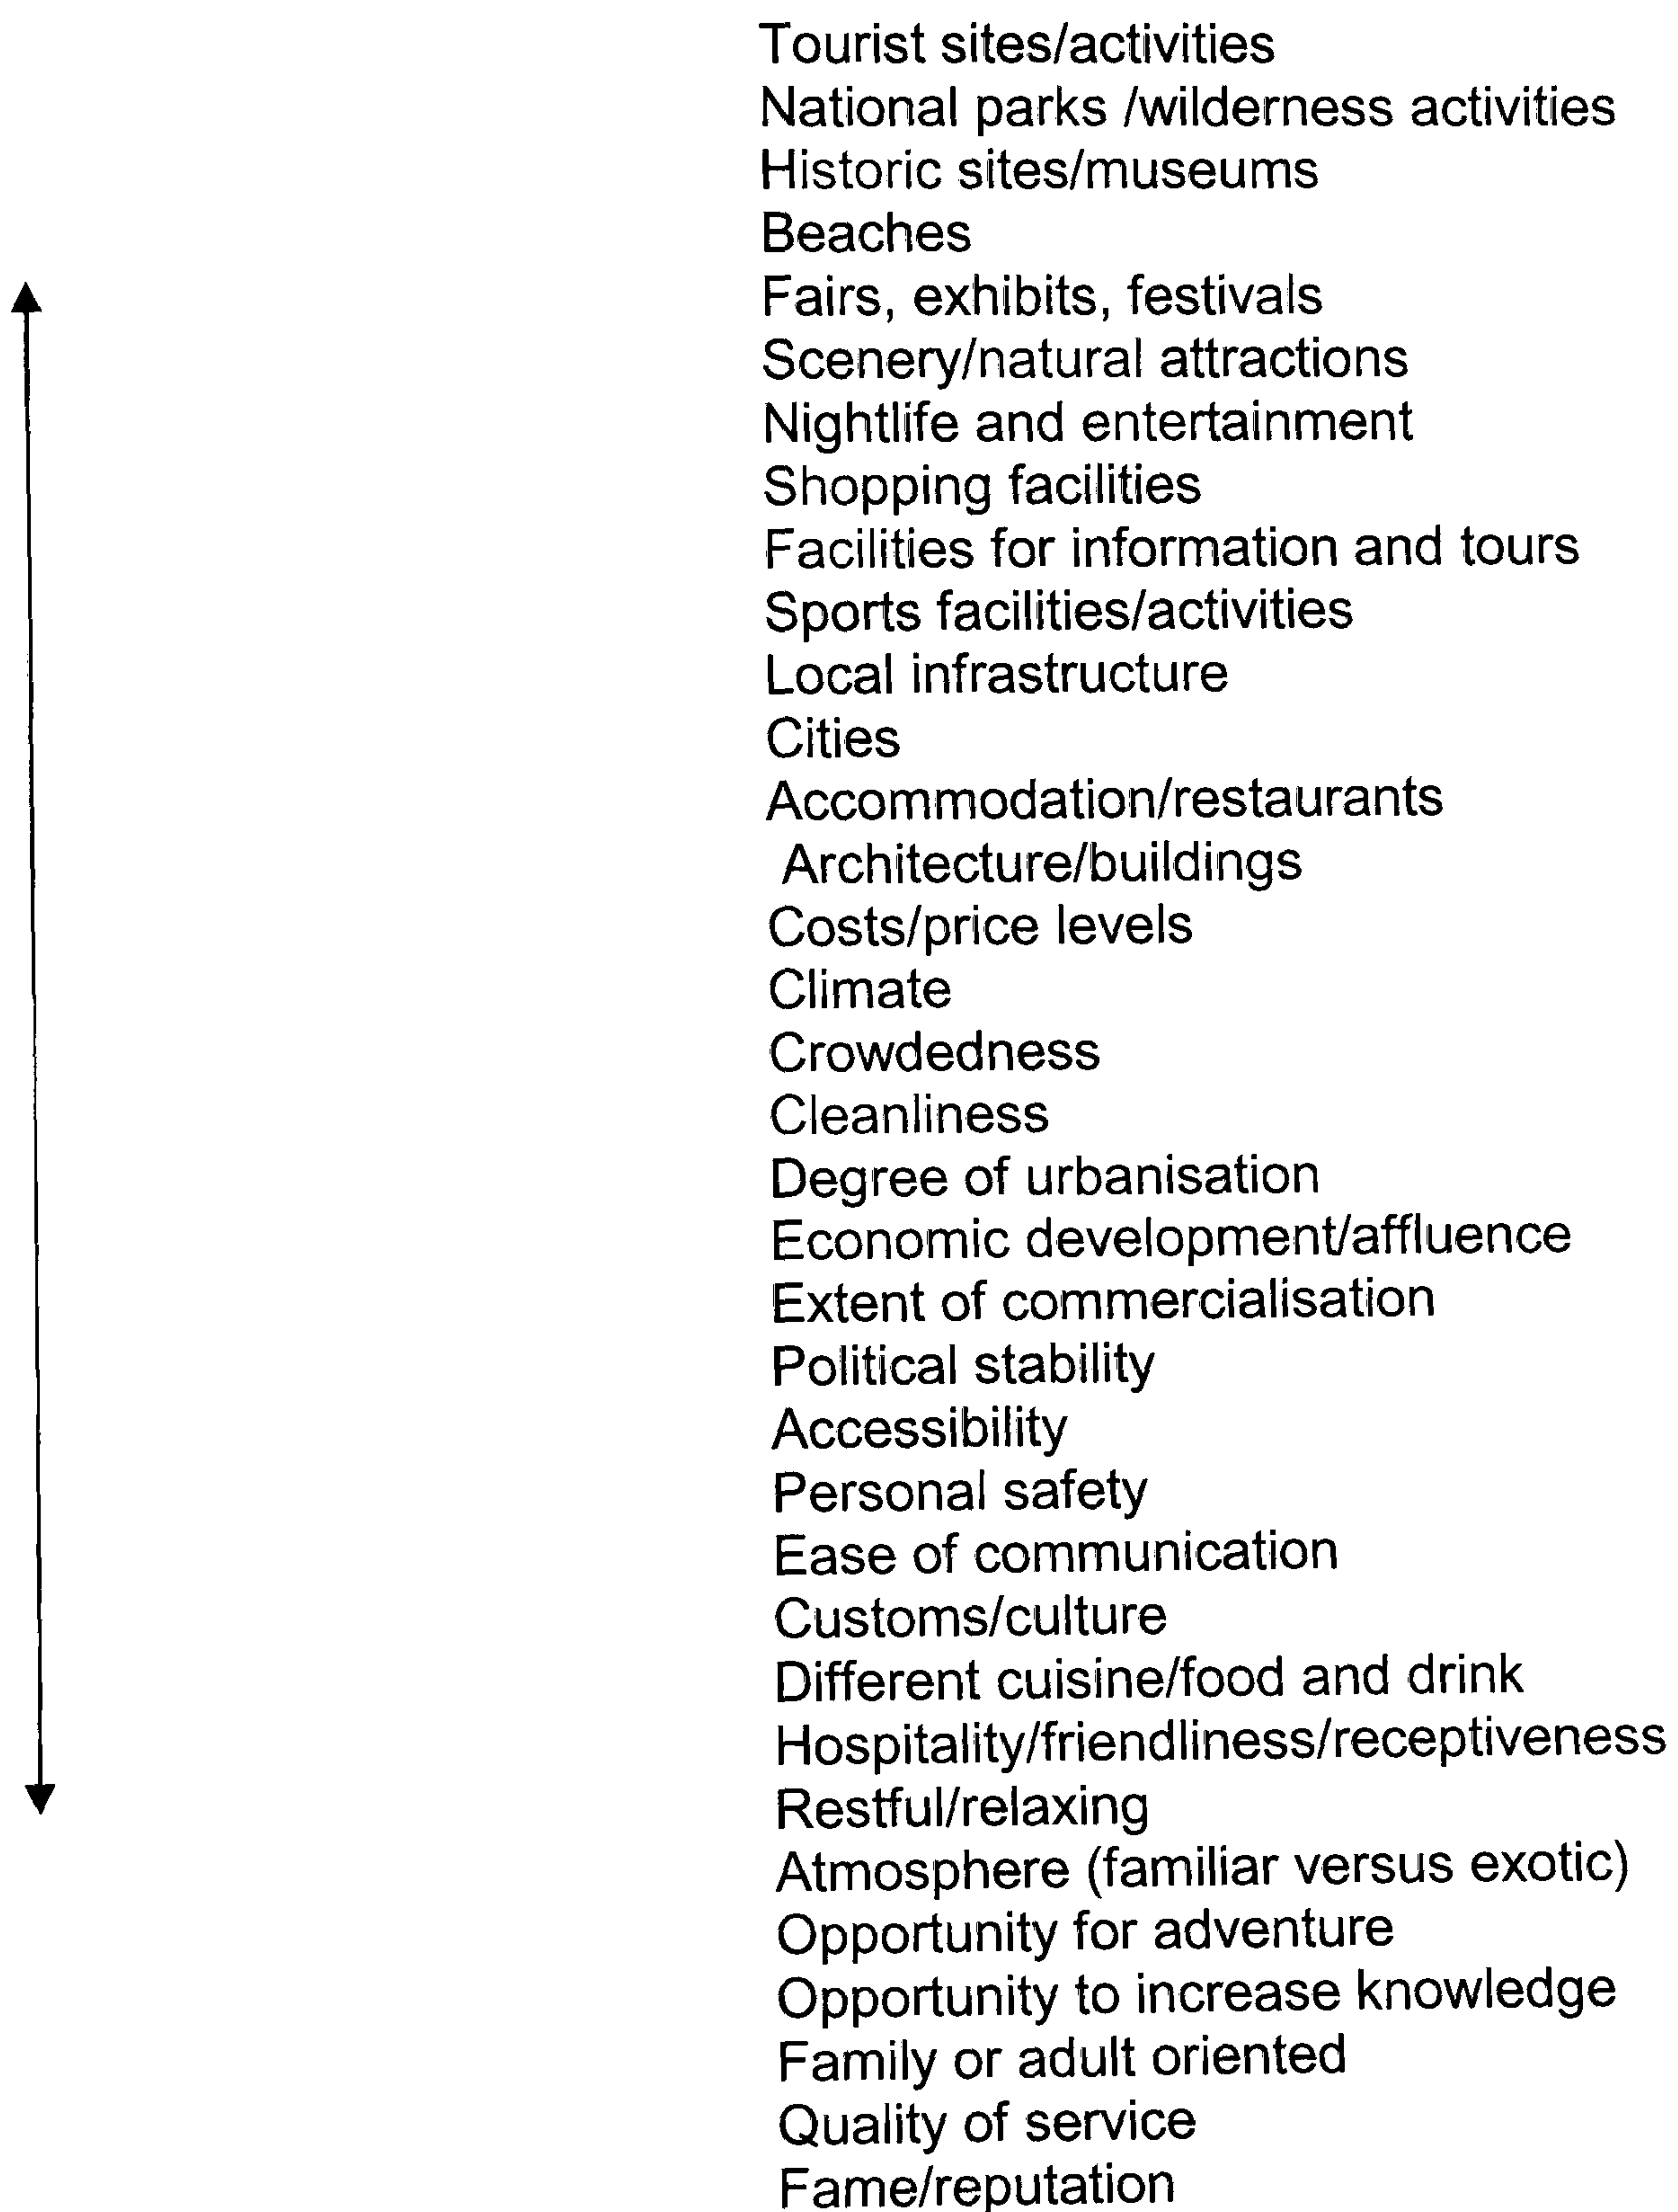 Tourist sites/activities
National parks /wilderness activities
Historic sites/museums
Beaches
Fairs, exhibits, festivals
Scenery/natural attractions
Nightlife and entertainment
Shopping facilities
Facilities for information and tours
Sports facilities/activities
Local infrastructure
Cities
Accommodation/restaurants
Architecture/buildings
Costs/price levels
Climate
Crowdedness
Cleanliness
Degree of urbanisation
Economic development/affluence
Extent of commercialisation
Political stability
Accessibility
Personal safety
Ease of communication
Customs/culture
Different cuisine/food and drink
Hospitality/friendliness/receptiveness
Restful/relaxing
Atmosphere (familiar versus exotic)
Opportunity for adventure
Opportunity to increase knowledge
Family or adult oriented
Quality of service
Fame/reputation